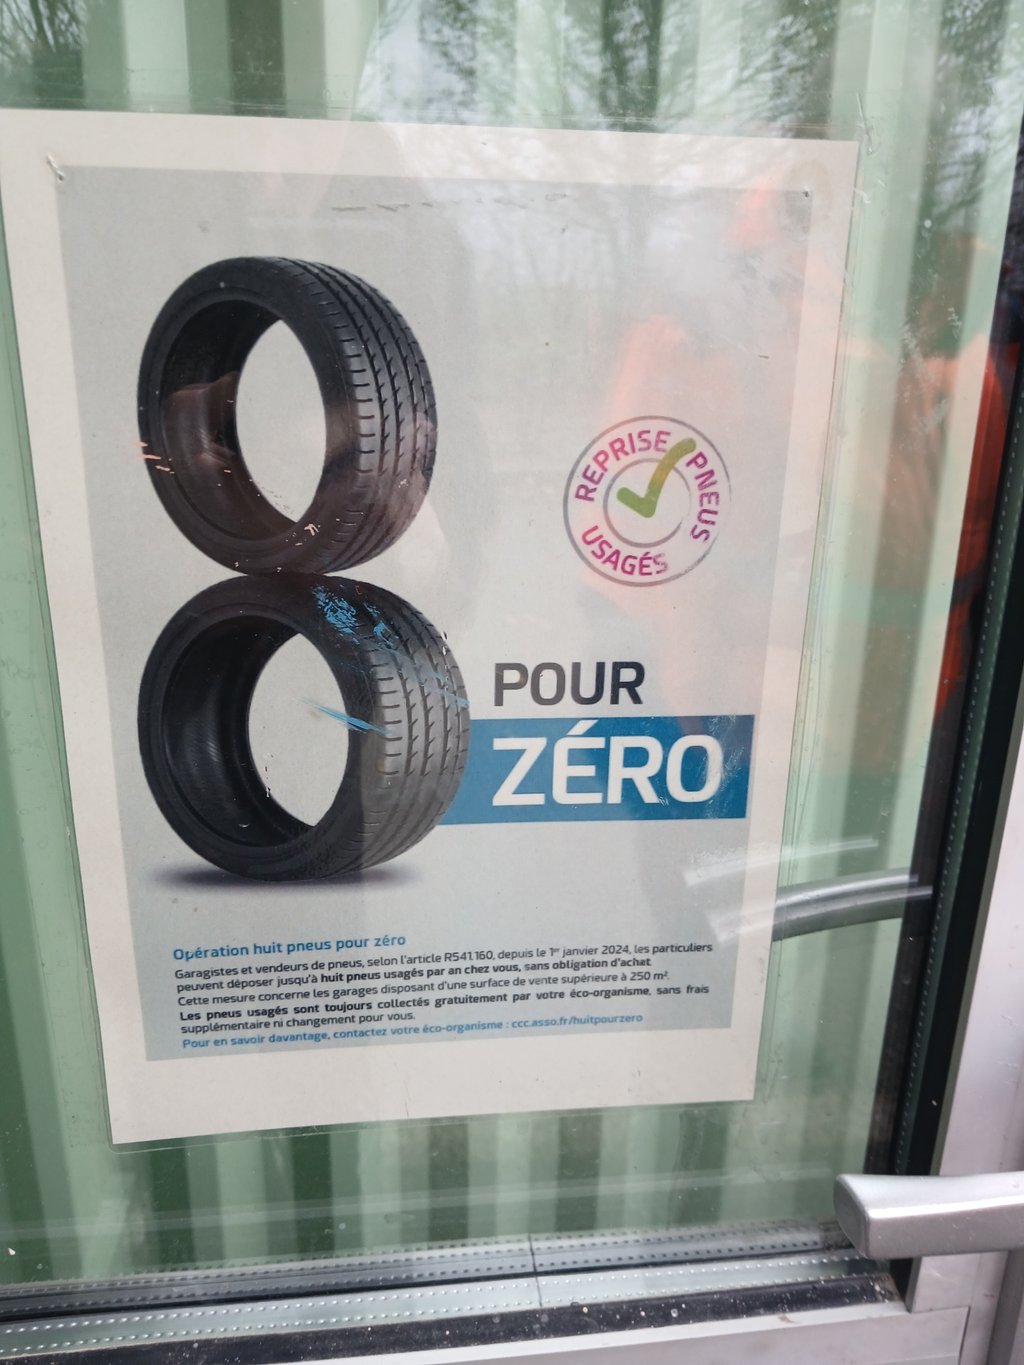 REPRISE PNEUS USAGÉS
POUR
ZÉRO
Opération huit pneus pour zéro
Garagistes et vendeurs de pneus, selon l'article R541.160, depuis le 1er janvier 2024, les particuliers
peuvent déposer jusqu'à huit pneus usagés par an chez vous, sans obligation d'achat.
Cette mesure concerne les garages disposant d'une surface de vente supérieure à 250 m².
Les pneus usagés sont toujours collectés gratuitement par votre éco-organisme, sans frais
supplémentaire ni changement pour vous.
Pour en savoir davantage, contactez votre éco-organisme : ccc.asso.fr/huitpourzero